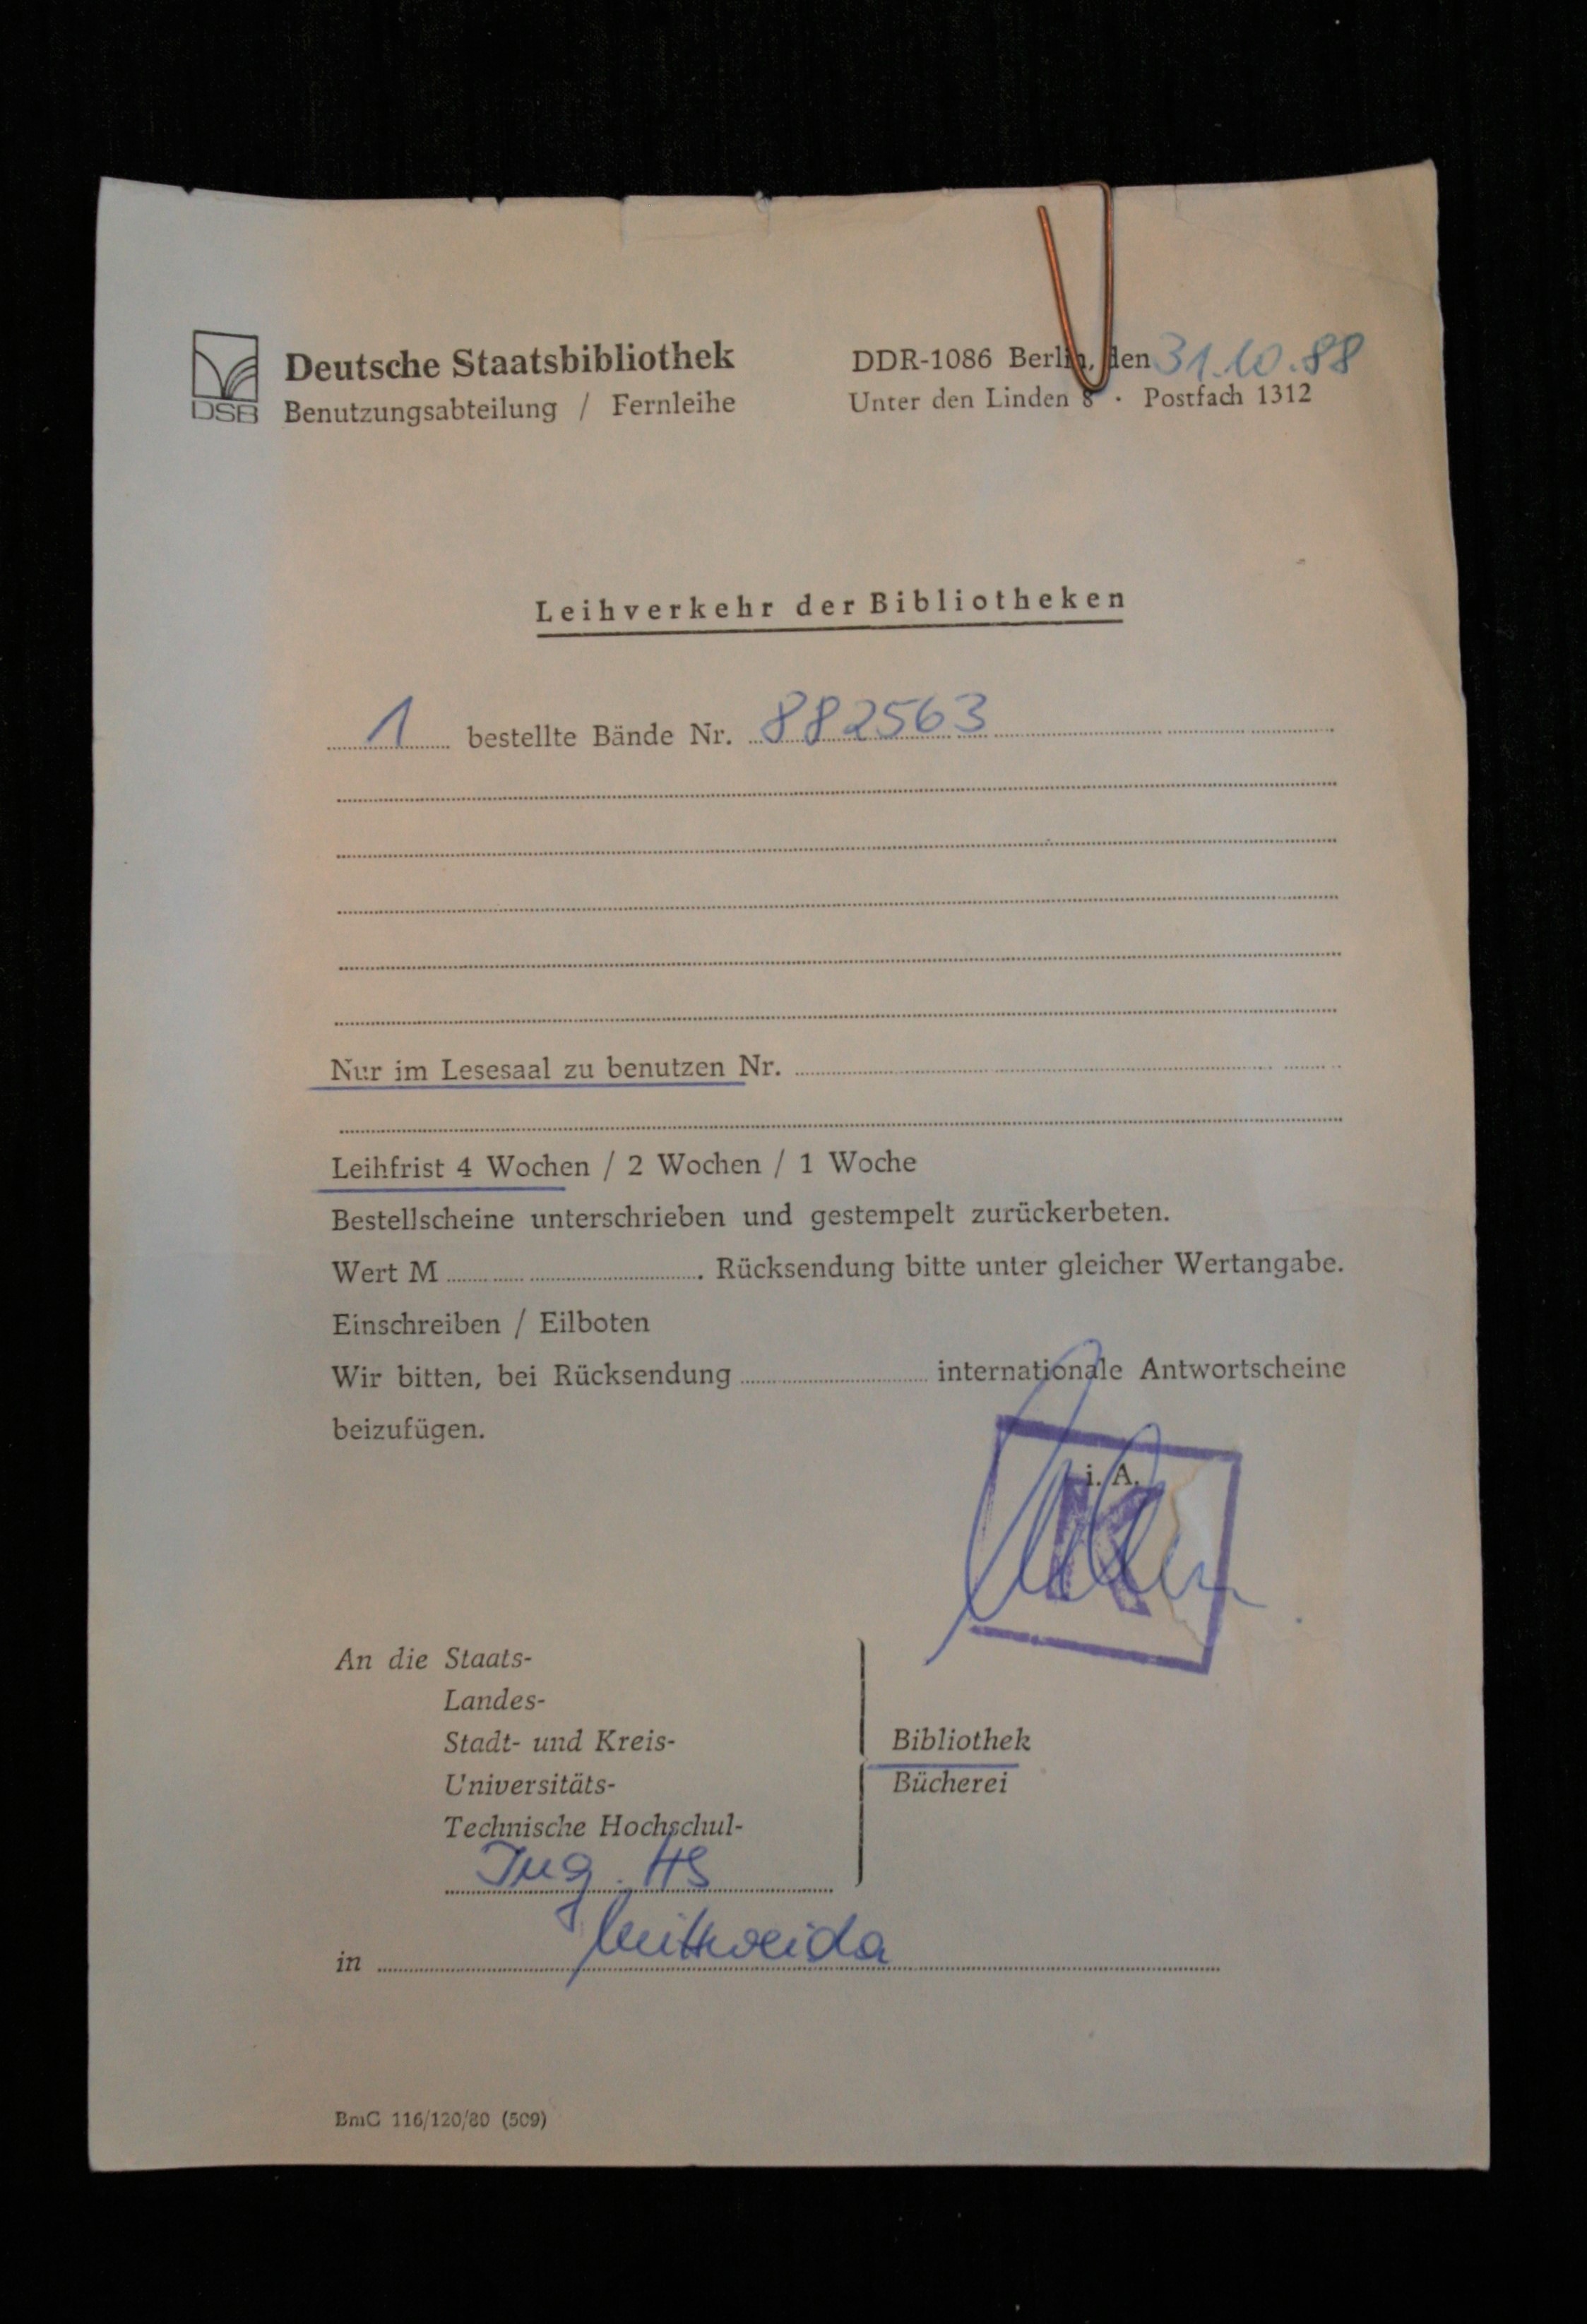 Deutsche Staatsbibliothek
DSB Benutzungsabteilung / Fernleihe
DDR-1086 Berlin, den 31.10.88
Unter den Linden 8 · Postfach 1312
Leihverkehr der Bibliotheken
1 bestellte Bände Nr. 882563
Nur im Lesesaal zu benutzen Nr.
Leihfrist 4 Wochen / 2 Wochen / 1 Woche
Bestellscheine unterschrieben und gestempelt zurückerbeten.
Wert M . Rücksendung bitte unter gleicher Wertangabe.
Einschreiben / Eilboten
Wir bitten, bei Rücksendung internationale Antwortscheine
beizufügen.
i. A.
K
An die Staats-
Landes-
Stadt- und Kreis-
Bibliothek
Universitäts-
Bücherei
Technische Hochschul-
Ing. HS
in Mittweida
BmG 116/120/80 (509)